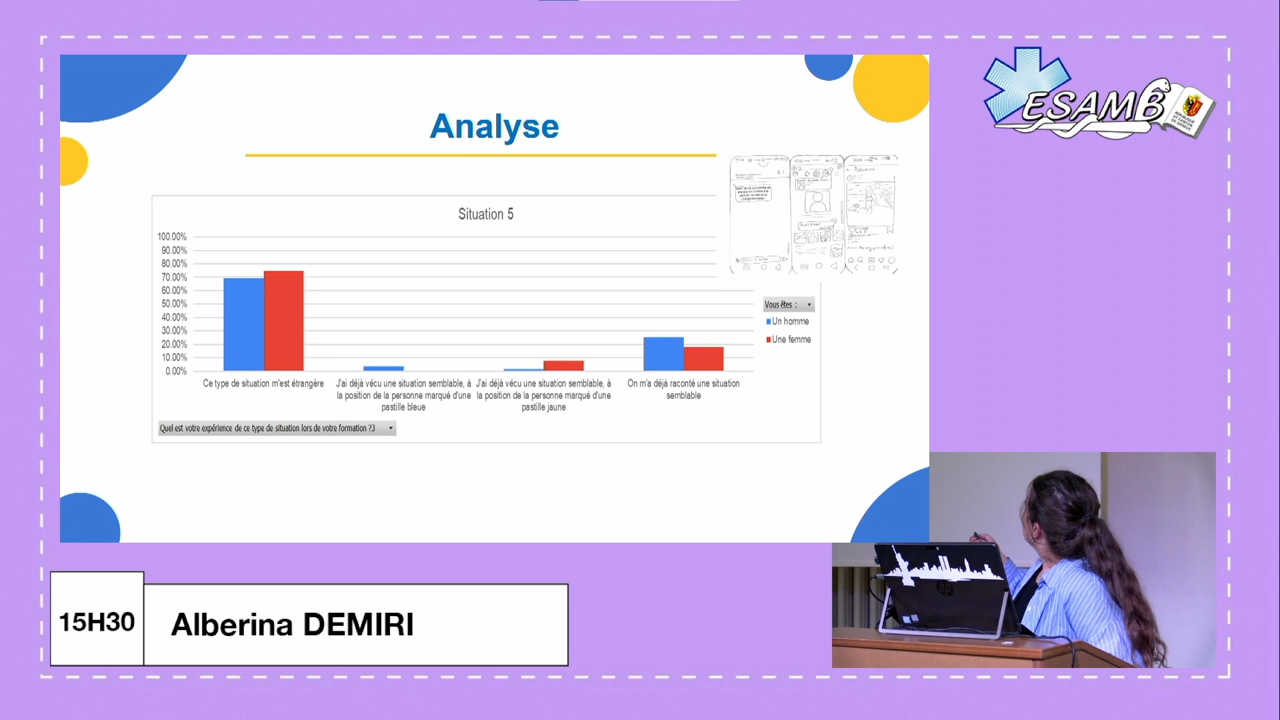 ESAMB
Analyse
Situation 5
100.00%
90.00%
80.00%
70.00%
60.00%
50.00%
40.00%
30.00%
20.00%
10.00%
0.00%
Vous êtes :
Un homme
Une femme
Ce type de situation m'est étrangère
J'ai déjà vécu une situation semblable, à
la position de la personne marqué d'une
pastille bleue
J'ai déjà vécu une situation semblable, à
la position de la personne marqué d'une
pastille jaune
On m'a déjà raconté une situation
semblable
Quel est votre expérience de ce type de situation lors de votre formation ?3
hp
15H30
Alberina DEMIRI